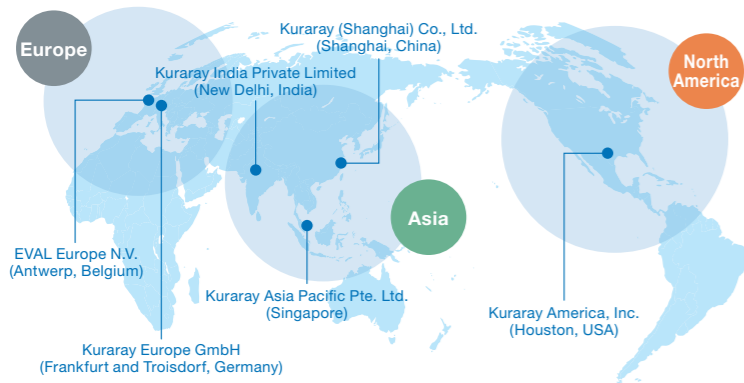 Europe
Kuraray (Shanghai) Co., Ltd.
(Shanghai, China)
Kuraray India Private Limited
(New Delhi, India)
North
America
Asia
EVAL Europe N.V.
(Antwerp, Belgium)
Kuraray Asia Pacific Pte. Ltd.
(Singapore)
Kuraray America, Inc.
(Houston, USA)
Kuraray Europe GmbH
(Frankfurt and Troisdorf, Germany)